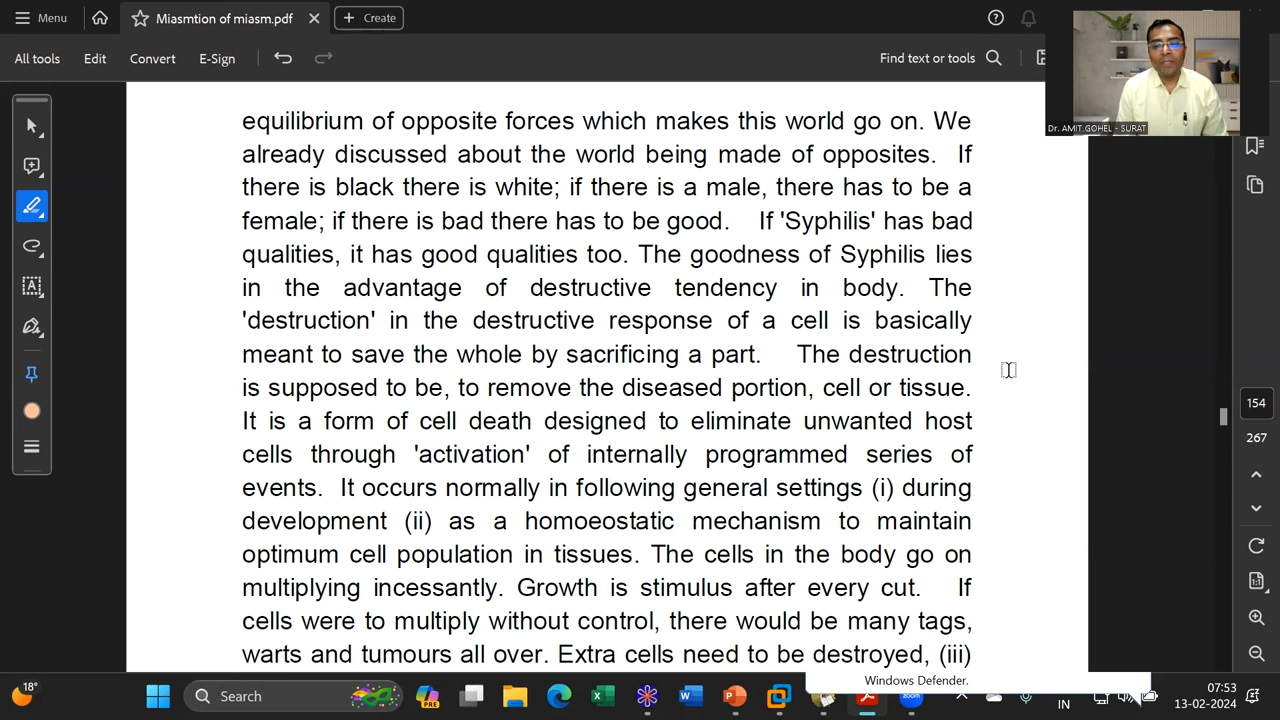 Menu
Miasmtion of miasm.pdf
Create
All tools
Edit
Convert
E-Sign
Find text or tools
Dr. AMIT GOHEL - SURAT
equilibrium of opposite forces which makes this world go on. We
already discussed about the world being made of opposites. If
there is black there is white; if there is a male, there has to be a
female; if there is bad there has to be good. If 'Syphilis' has bad
qualities, it has good qualities too. The goodness of Syphilis lies
in the advantage of destructive tendency in body. The
'destruction' in the destructive response of a cell is basically
meant to save the whole by sacrificing a part. The destruction
is supposed to be, to remove the diseased portion, cell or tissue.
It is a form of cell death designed to eliminate unwanted host
cells through 'activation' of internally programmed series of
events. It occurs normally in following general settings (i) during
development (ii) as a homoeostatic mechanism to maintain
optimum cell population in tissues. The cells in the body go on
multiplying incessantly. Growth is stimulus after every cut. If
cells were to multiply without control, there would be many tags,
warts and tumours all over. Extra cells need to be destroyed, (iii)
154
267
1:1
Windows Defender.
18°
Search
PRE
zoom
IN
07:53
13-02-2024